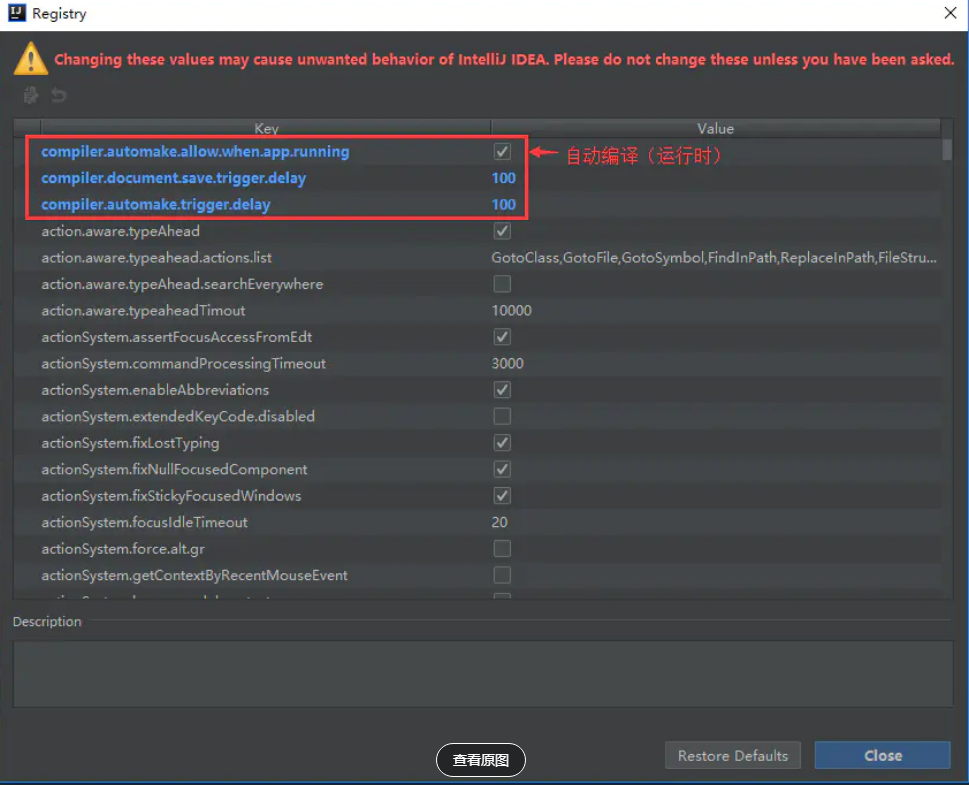 Registry
Changing these values may cause unwanted behavior of IntelliJ IDEA. Please do not change these unless you have been asked.
Key Value
compiler.automake.allow.when.app.running
自动编译（运行时）
compiler.document.save.trigger.delay 100
compiler.automake.trigger.delay 100
action.aware.typeAhead
action.aware.typeahead.actions.list GotoClass,GotoFile,GotoSymbol,FindInPath,ReplaceInPath,FileStru...
action.aware.typeAhead.searchEverywhere
action.aware.typeaheadTimout 10000
actionSystem.assertFocusAccessFromEdt
actionSystem.commandProcessingTimeout 3000
actionSystem.enableAbbreviations
actionSystem.extendedKeyCode.disabled
actionSystem.fixLostTyping
actionSystem.fixNullFocusedComponent
actionSystem.fixStickyFocusedWindows
actionSystem.focusIdleTimeout 20
actionSystem.force.alt.gr
actionSystem.getContextByRecentMouseEvent
Description
查看原图
Restore Defaults Close